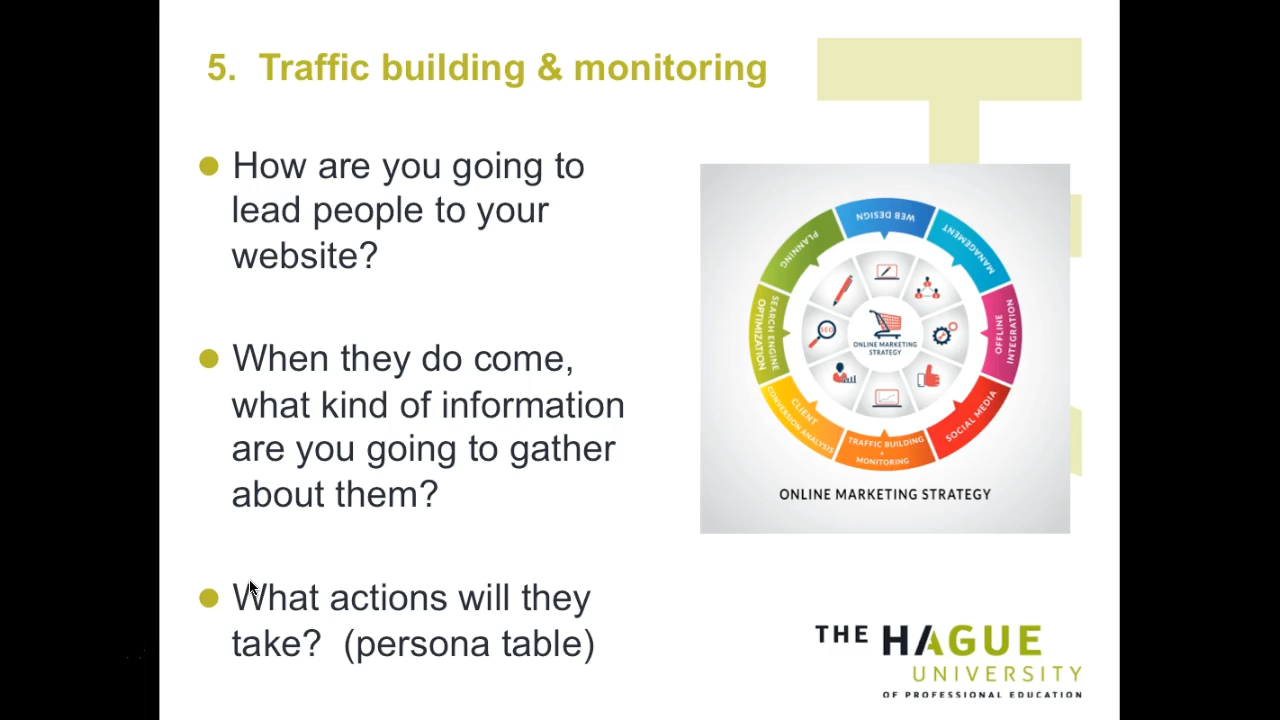 5. Traffic building & monitoring
How are you going to
lead people to your
website?
When they do come,
what kind of information
are you going to gather
about them?
What actions will they
take? (persona table)
WEB DESIGN
MANAGEMENT
OFFLINE
INTEGRATION
SOCIAL MEDIA
TRAFFIC BUILDING
+
MONITORING
CLIENT
CONVERSION ANALYSIS
SEARCH ENGINE
OPTIMIZATION
PLANNING
SEO
ONLINE MARKETING
STRATEGY
ONLINE MARKETING STRATEGY
THE HAGUE
UNIVERSITY
OF PROFESSIONAL EDUCATION